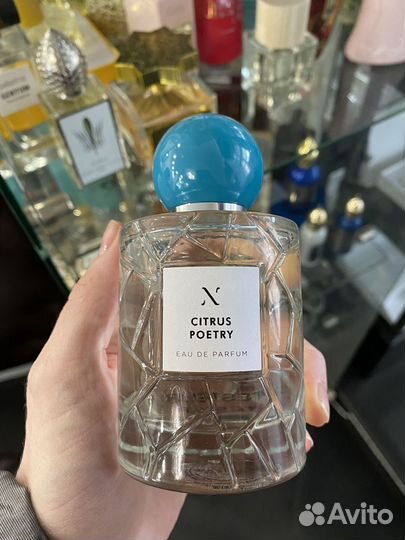 N
CITRUS
POETRY
EAU DE PARFUM
Avito